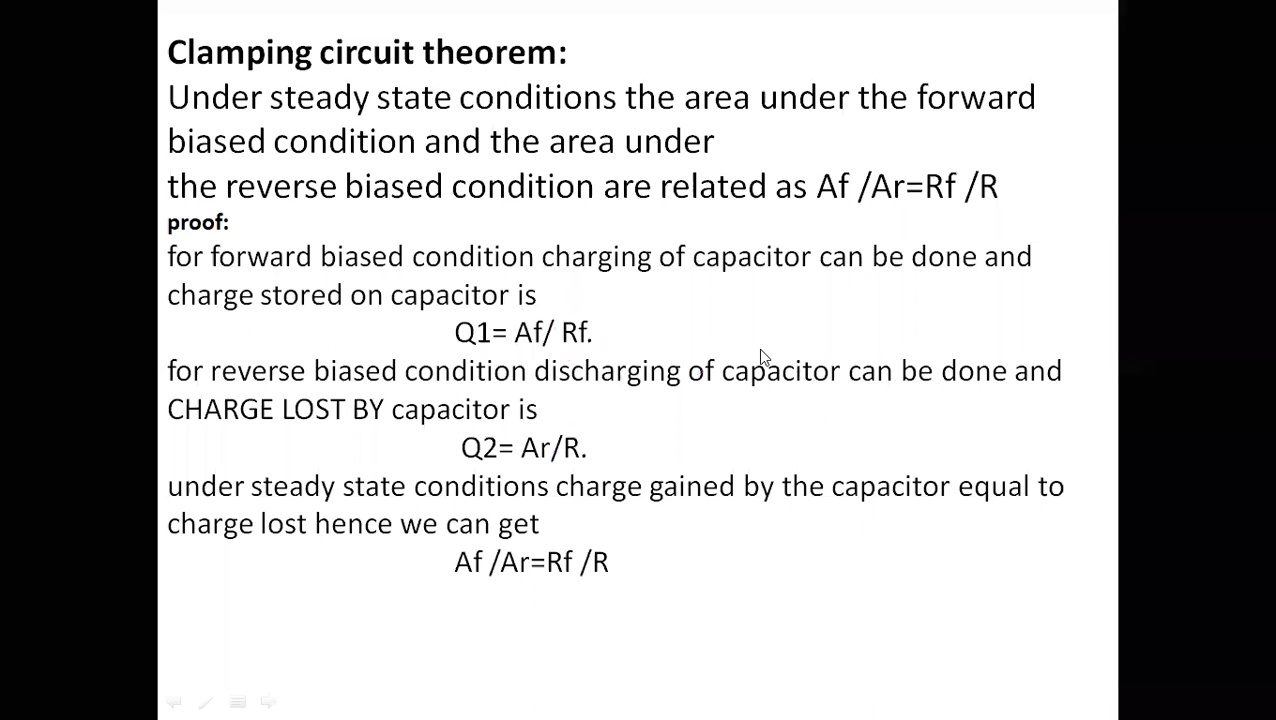 Clamping circuit theorem:
Under steady state conditions the area under the forward
biased condition and the area under
the reverse biased condition are related as Af /Ar=Rf /R
proof:
for forward biased condition charging of capacitor can be done and
charge stored on capacitor is
Q1= Af/ Rf.
for reverse biased condition discharging of capacitor can be done and
CHARGE LOST BY capacitor is
Q2= Ar/R.
under steady state conditions charge gained by the capacitor equal to
charge lost hence we can get
Af /Ar=Rf /R